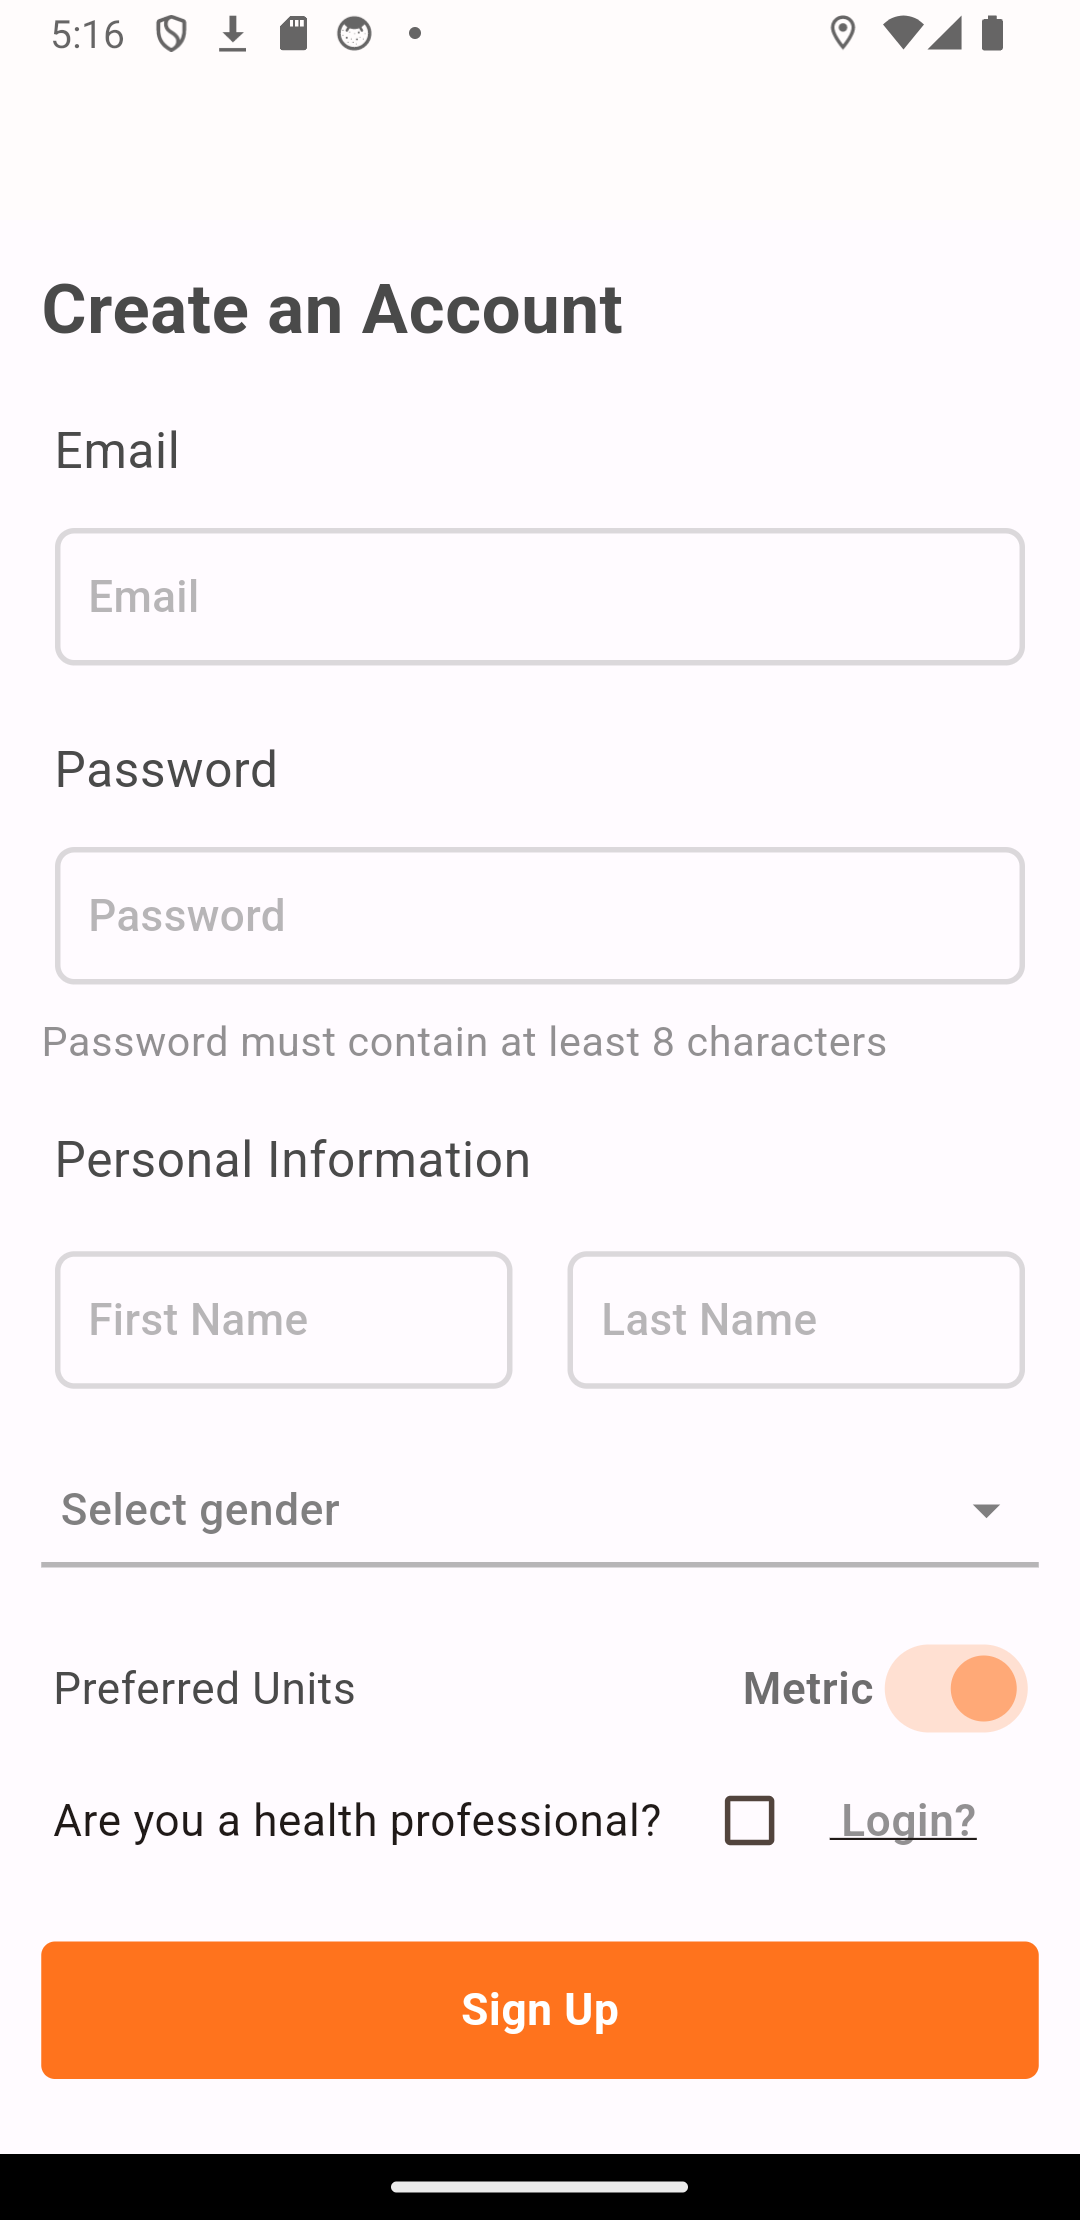 5:16
Create an Account
Email
Email
Password
Password
Password must contain at least 8 characters
Personal Information
First Name Last Name
Select gender
Preferred Units Metric
Are you a health professional? Login?
Sign Up